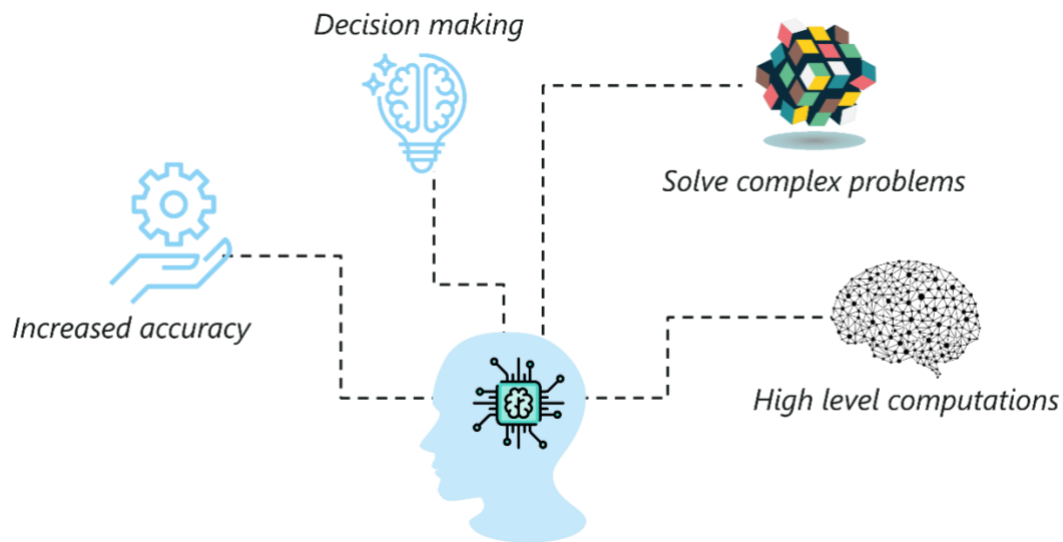 Decision making
Solve complex problems
Increased accuracy
High level computations